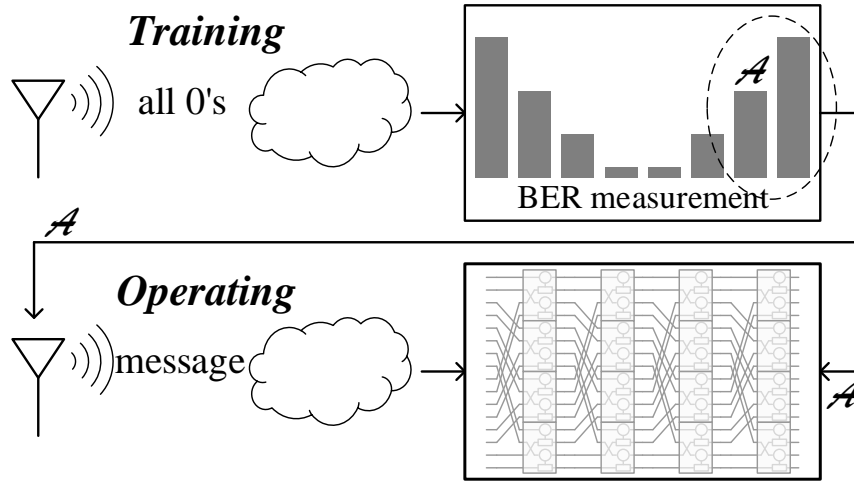 Training
all 0's
𝒜
BER measurement
𝒜
Operating
message
𝒜